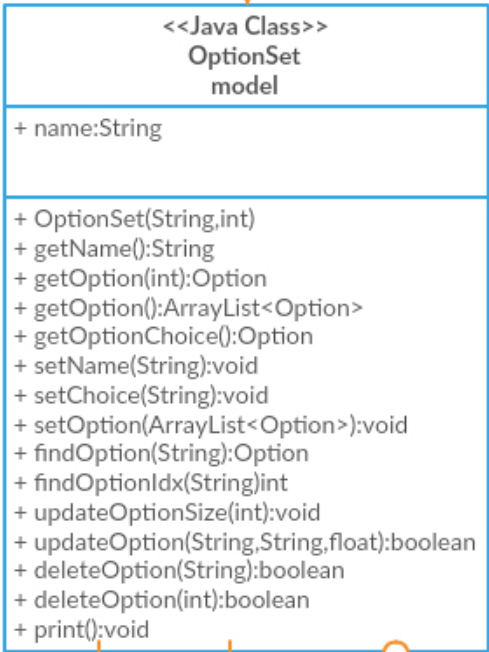 <<Java Class>>
OptionSet
model
+ name:String
+ OptionSet(String,int)
+ getName():String
+ getOption(int):Option
+ getOption():ArrayList<Option>
+ getOptionChoice():Option
+ setName(String):void
+ setChoice(String):void
+ setOption(ArrayList<Option>):void
+ findOption(String):Option
+ findOptionIdx(String)int
+ updateOptionSize(int):void
+ updateOption(String,String,float):boolean
+ deleteOption(String):boolean
+ deleteOption(int):boolean
+ print():void